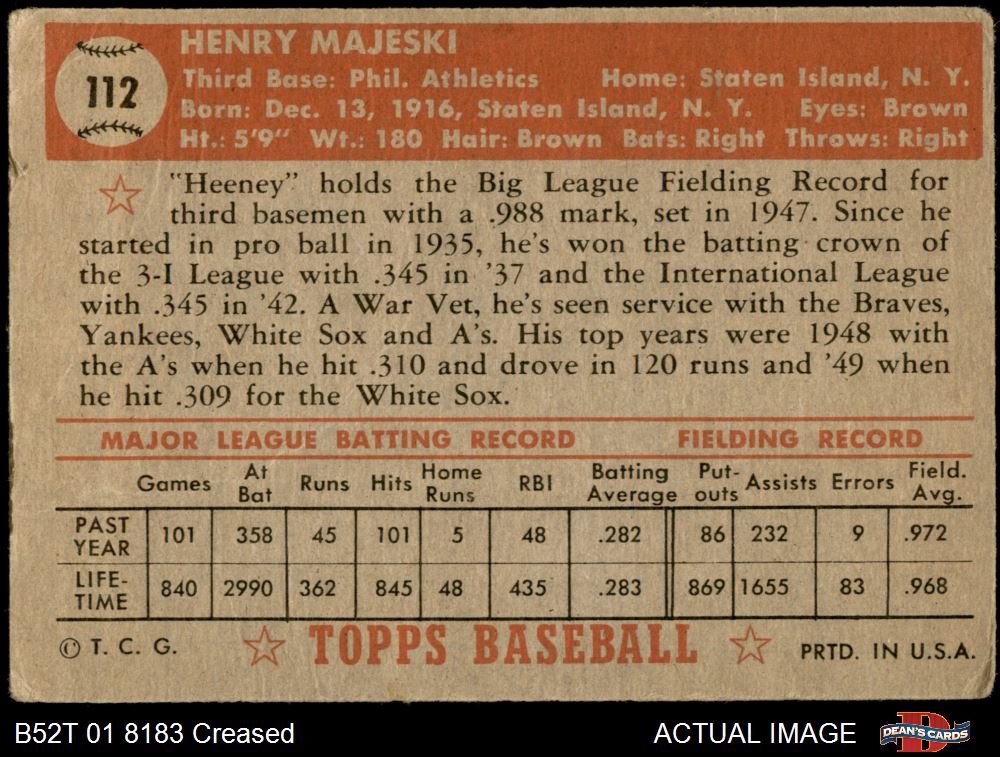 112
HENRY MAJESKI
Third Base: Phil. Athletics Home: Staten Island, N. Y.
Born: Dec. 13, 1916, Staten Island, N. Y. Eyes: Brown
Ht.: 5'9" Wt.: 180 Hair: Brown Bats: Right Throws: Right
"Heeney" holds the Big League Fielding Record for
third basemen with a .988 mark, set in 1947. Since he
started in pro ball in 1935, he's won the batting crown of
the 3-I League with .345 in '37 and the International League
with .345 in '42. A War Vet, he's seen service with the Braves,
Yankees, White Sox and A's. His top years were 1948 with
the A's when he hit .310 and drove in 120 runs and '49 when
he hit .309 for the White Sox.
MAJOR LEAGUE BATTING RECORD FIELDING RECORD
Games At Bat Runs Hits Home Runs RBI Batting Average Put-outs Assists Errors Field. Avg.
PAST YEAR 101 358 45 101 5 48 .282 86 232 9 .972
LIFE-TIME 840 2990 362 845 48 435 .283 869 1655 83 .968
© T. C. G. TOPPS BASEBALL PRTD. IN U.S.A.
B52T 01 8183 Creased ACTUAL IMAGE D DEAN'S CARDS